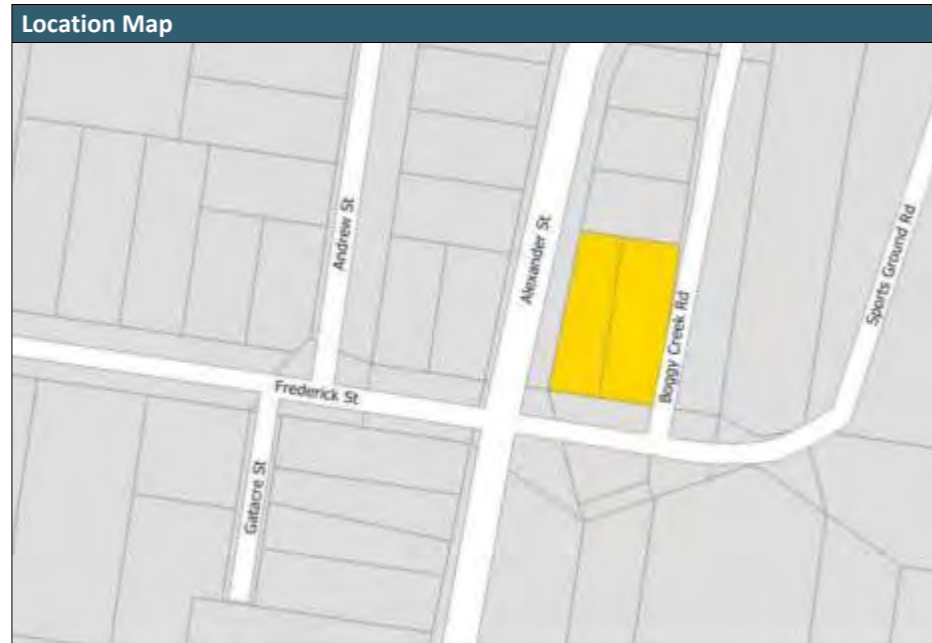 Location Map
Andrew St
Alexander St
Sports Ground Rd
Boggy Creek Rd
Frederick St
Gatacre St